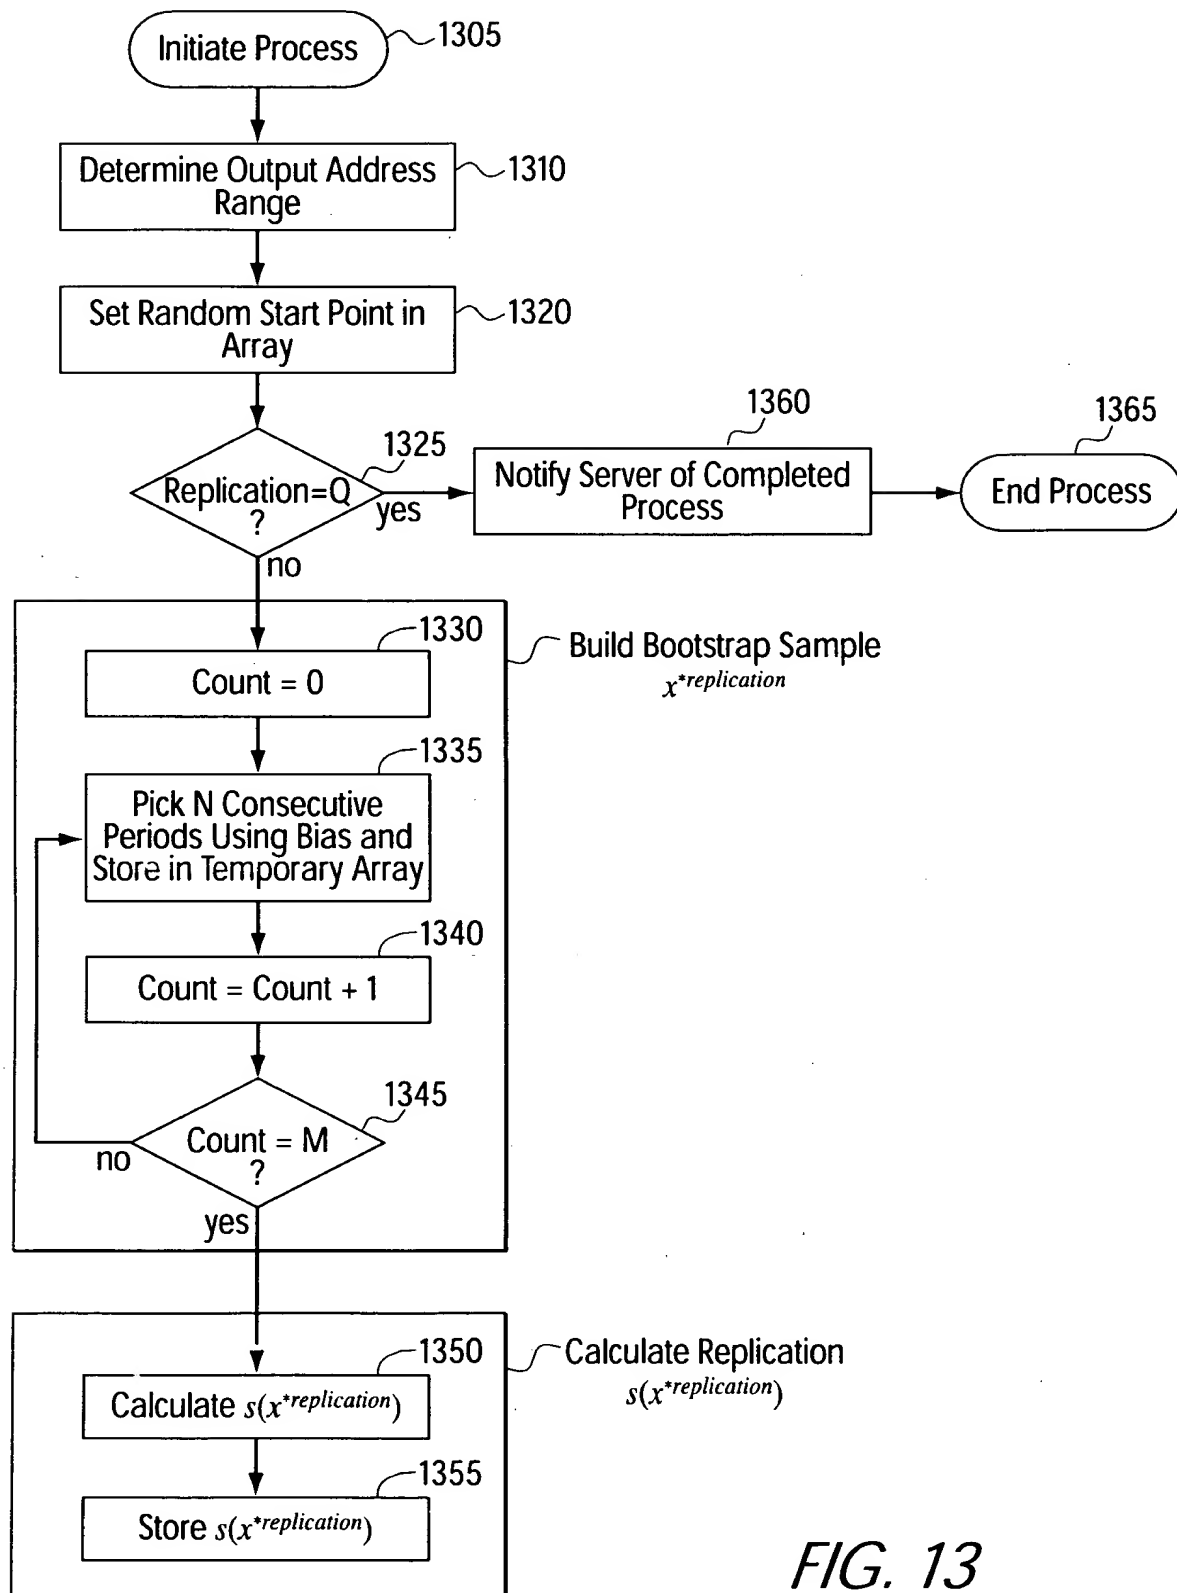 Initiate Process
1305
Determine Output Address
Range
1310
Set Random Start Point in
Array
1320
Replication=Q
?
1325
yes
no
Notify Server of Completed
Process
1360
End Process
1365
Build Bootstrap Sample
x*replication
Count = 0
1330
Pick N Consecutive
Periods Using Bias and
Store in Temporary Array
1335
Count = Count + 1
1340
Count = M
?
1345
no
yes
Calculate Replication
s(x*replication)
Calculate s(x*replication)
1350
Store s(x*replication)
1355
FIG. 13